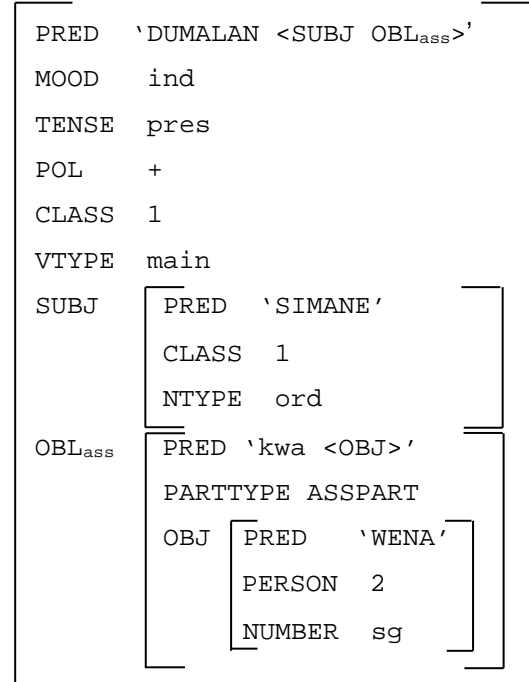 PRED ‘DUMALAN <SUBJ OBLass>’
MOOD ind
TENSE pres
POL +
CLASS 1
VTYPE main
SUBJ PRED ‘SIMANE’
CLASS 1
NTYPE ord
OBLass PRED ‘kwa <OBJ>’
PARTTYPE ASSPART
OBJ PRED ‘WENA’
PERSON 2
NUMBER sg